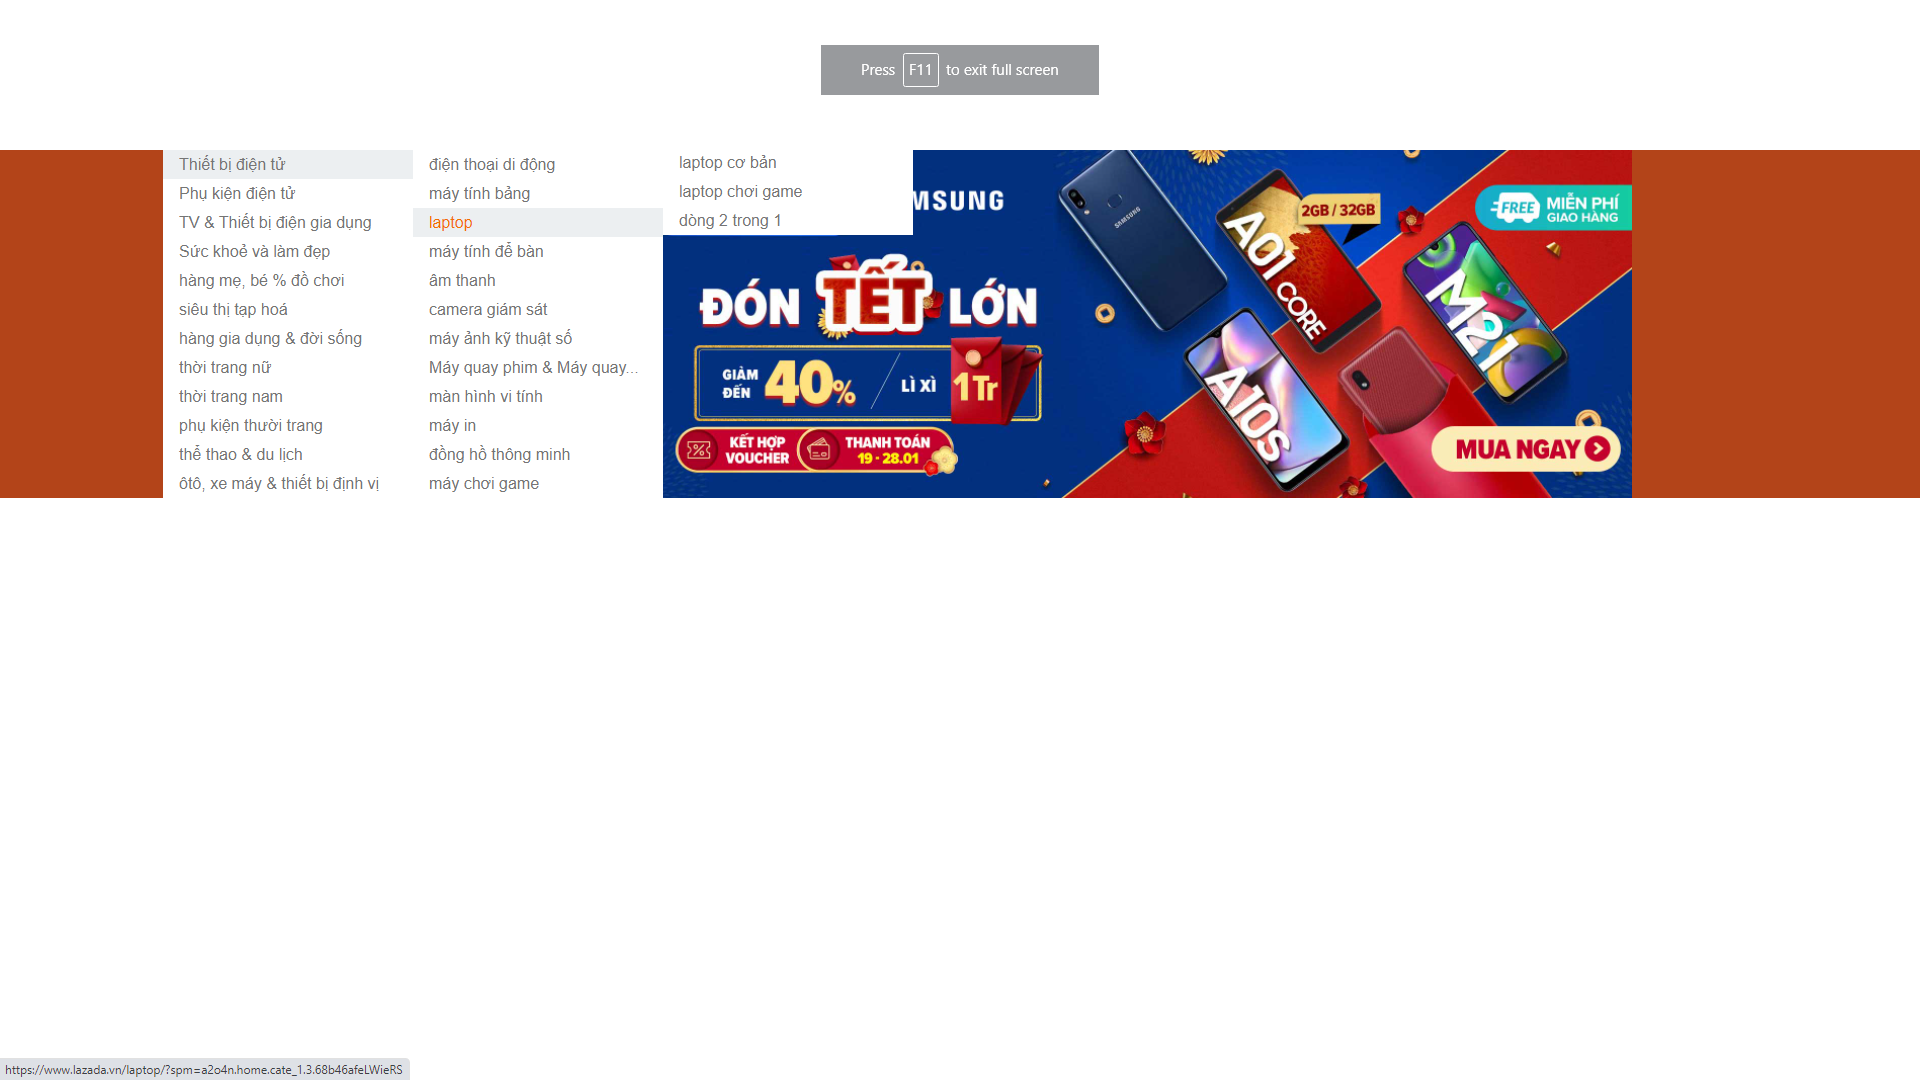 Press F11 to exit full screen
Thiết bị điện tử
Phụ kiện điện tử
TV & Thiết bị điện gia dụng
Sức khoẻ và làm đẹp
hàng mẹ, bé % đồ chơi
siêu thị tạp hoá
hàng gia dụng & đời sống
thời trang nữ
thời trang nam
phụ kiện thười trang
thể thao & du lịch
ôtô, xe máy & thiết bị định vị
điện thoại di động
máy tính bảng
laptop
máy tính để bàn
âm thanh
camera giám sát
máy ảnh kỹ thuật số
Máy quay phim & Máy quay...
màn hình vi tính
máy in
đồng hồ thông minh
máy chơi game
laptop cơ bản
laptop chơi game
dòng 2 trong 1
MSUNG
ĐÓN TẾT LỚN
GIẢM ĐẾN 40%
LÌ XÌ 1Tr
KẾT HỢP
VOUCHER
THANH TOÁN
19 - 28.01
SAMSUNG
A01 CORE
2GB / 32GB
A10s
M21
FREE
MIỄN PHÍ
GIAO HÀNG
MUA NGAY
https://www.lazada.vn/laptop/?spm=a2o4n.home.cate_1.3.68b46afeLWieRS